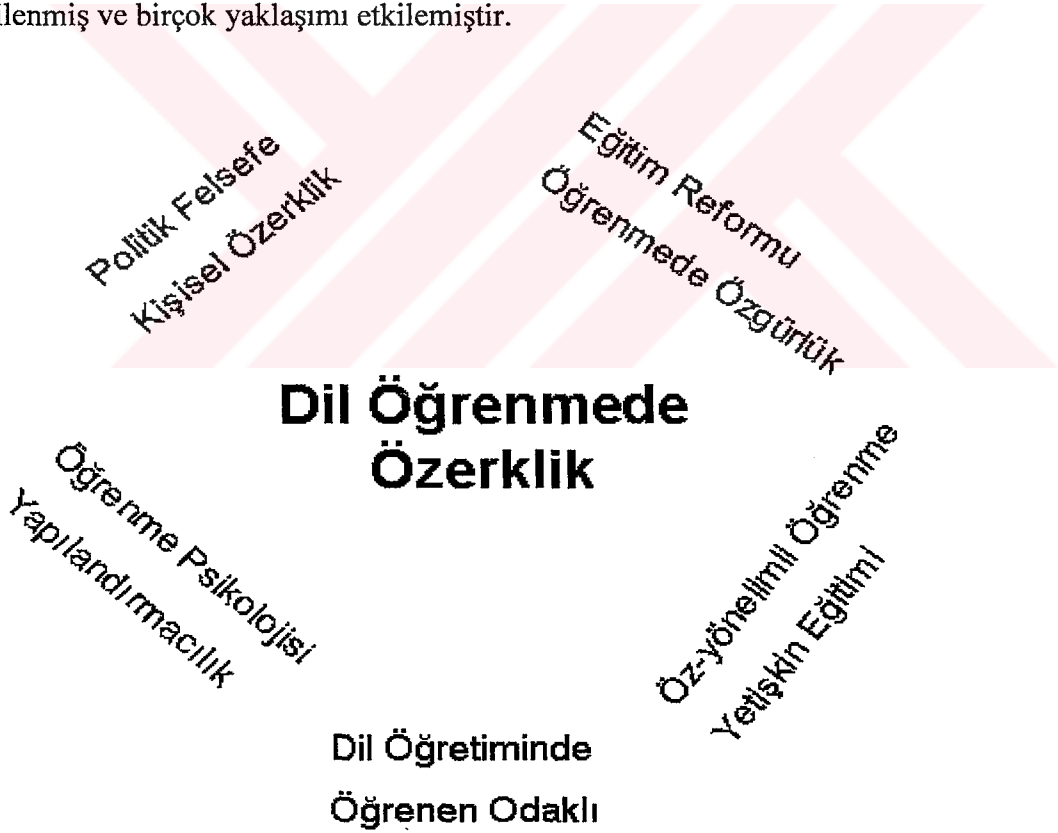 ilenmiş ve birçok yaklaşımı etkilemiştir.
Politik Felsefe
Kişisel Özerklik
Eğitim Reformu
Öğrenmede Özgürlük
Dil Öğrenmede
Özerklik
Öğrenme Psikolojisi
Yapılandırmacılık
Öz-yönelimli Öğrenme
Yetişkin Eğitimi
Dil Öğretiminde
Öğrenen Odaklı